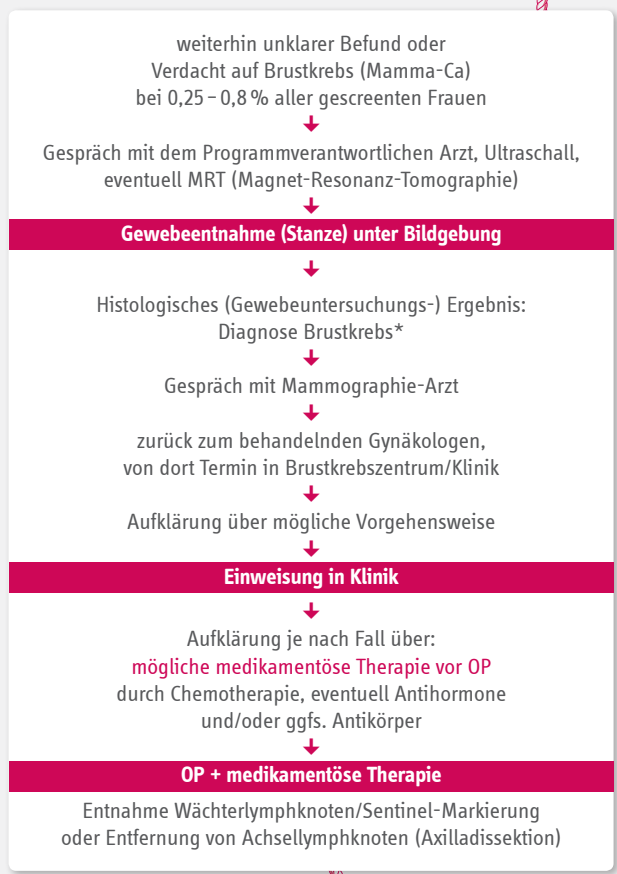 weiterhin unklarer Befund oder
Verdacht auf Brustkrebs (Mamma-Ca)
bei 0,25 – 0,8 % aller gescreenten Frauen
Gespräch mit dem Programmverantwortlichen Arzt, Ultraschall,
eventuell MRT (Magnet-Resonanz-Tomographie)
Gewebeentnahme (Stanze) unter Bildgebung
Histologisches (Gewebeuntersuchungs-) Ergebnis:
Diagnose Brustkrebs*
Gespräch mit Mammographie-Arzt
zurück zum behandelnden Gynäkologen,
von dort Termin in Brustkrebszentrum/Klinik
Aufklärung über mögliche Vorgehensweise
Einweisung in Klinik
Aufklärung je nach Fall über:
mögliche medikamentöse Therapie vor OP
durch Chemotherapie, eventuell Antihormone
und/oder ggfs. Antikörper
OP + medikamentöse Therapie
Entnahme Wächterlymphknoten/Sentinel-Markierung
oder Entfernung von Achsellymphknoten (Axilladissektion)